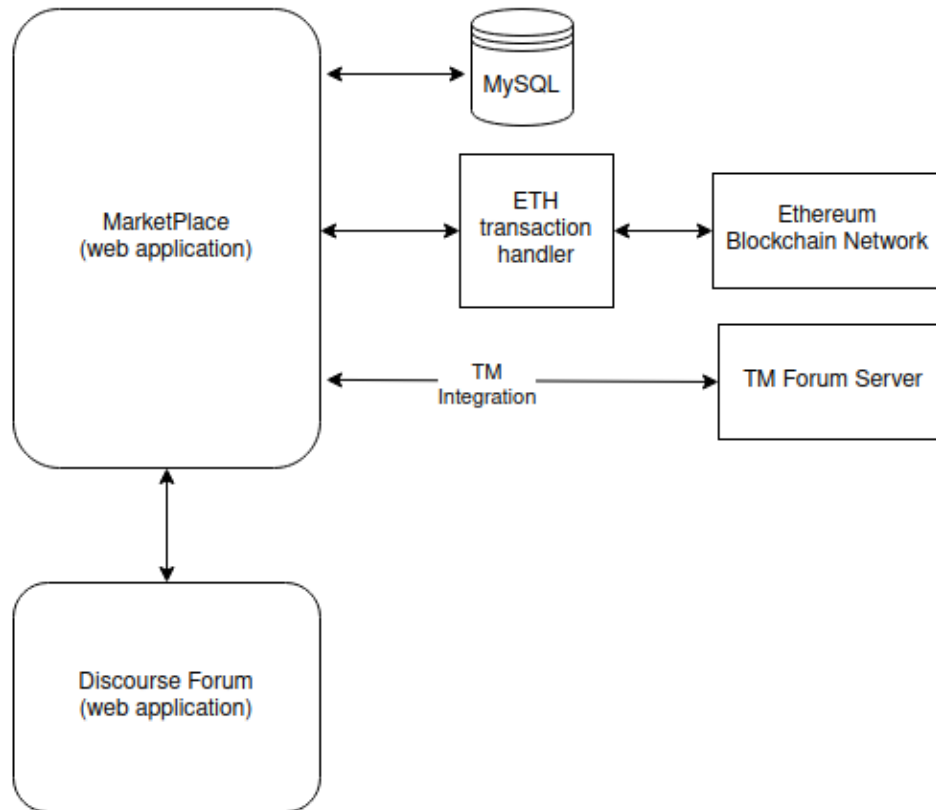 MySQL
MarketPlace
(web application)
ETH
transaction
handler
Ethereum
Blockchain Network
TM
Integration
TM Forum Server
Discourse Forum
(web application)